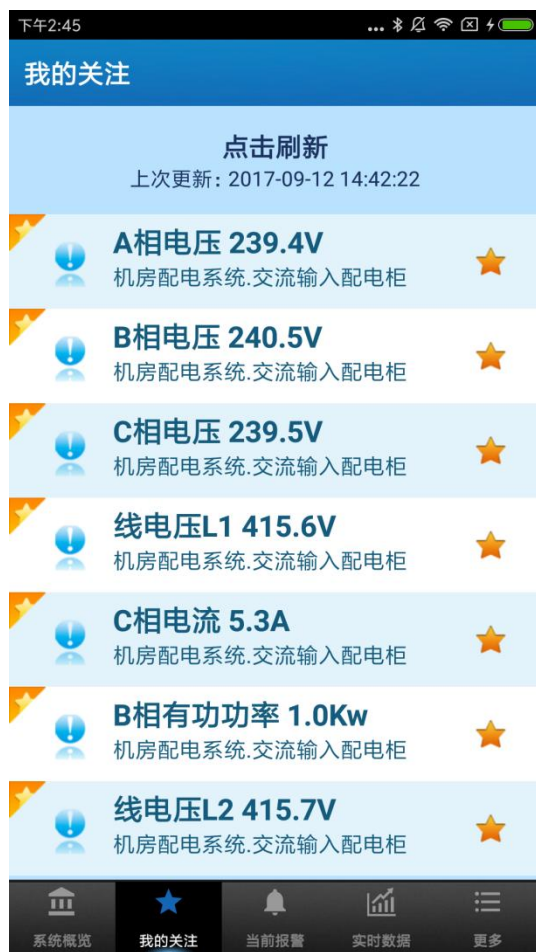 下午2:45
我的关注
点击刷新
上次更新: 2017-09-12 14:42:22
A相电压 239.4V
机房配电系统.交流输入配电柜
B相电压 240.5V
机房配电系统.交流输入配电柜
C相电压 239.5V
机房配电系统.交流输入配电柜
线电压L1 415.6V
机房配电系统.交流输入配电柜
C相电流 5.3A
机房配电系统.交流输入配电柜
B相有功功率 1.0Kw
机房配电系统.交流输入配电柜
线电压L2 415.7V
机房配电系统.交流输入配电柜
系统概览 我的关注 当前报警 实时数据 更多